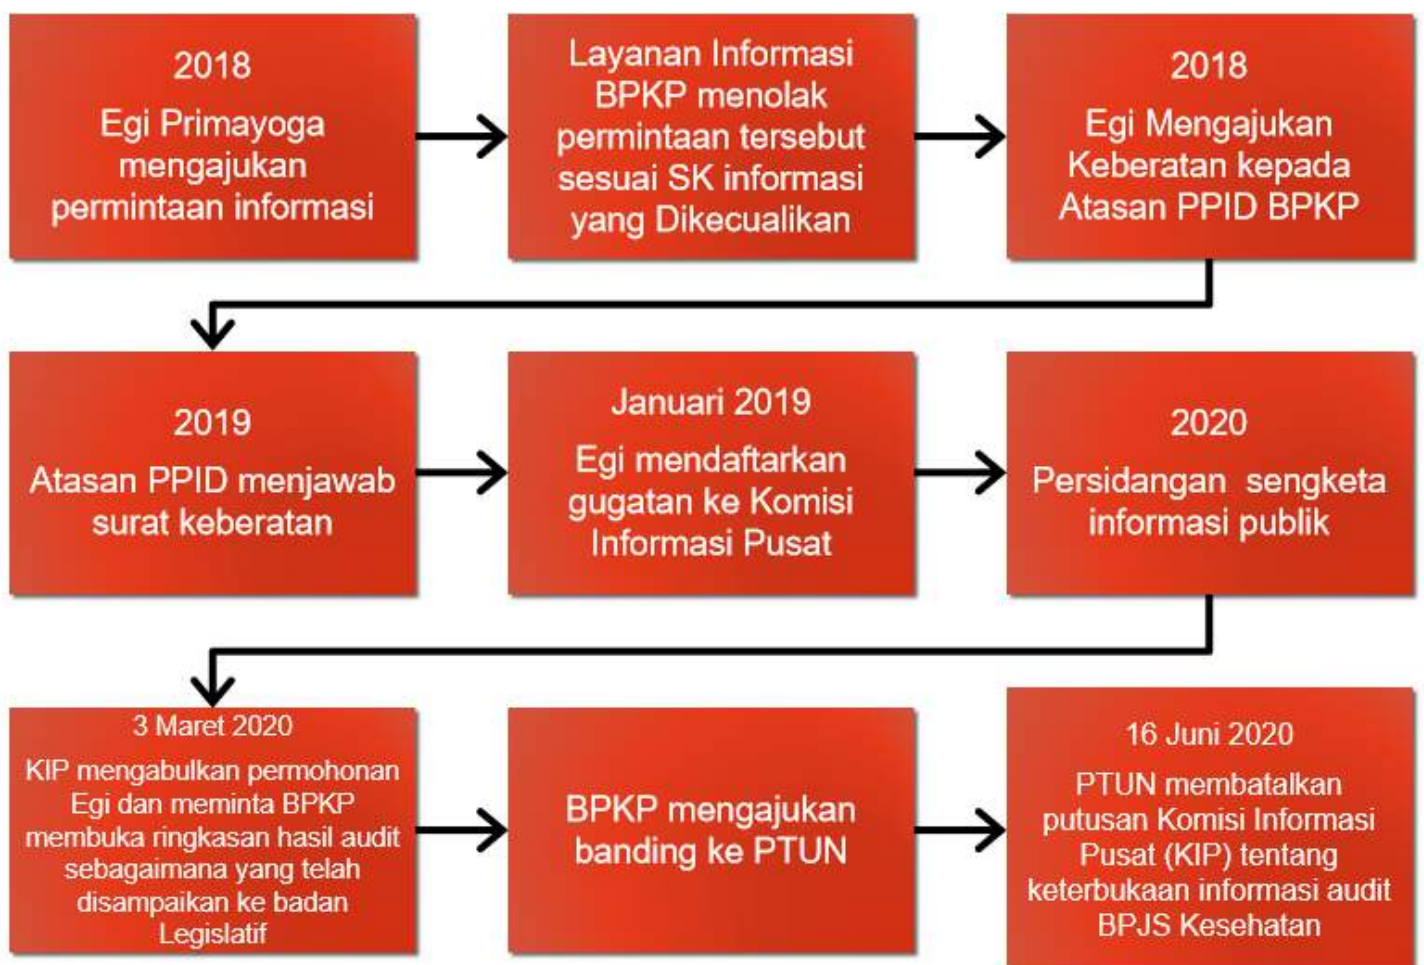 2018
Egi Primayoga
mengajukan
permintaan informasi
Layanan Informasi
BPKP menolak
permintaan tersebut
sesuai SK informasi
yang Dikecualikan
2018
Egi Mengajukan
Keberatan kepada
Atasan PPID BPKP
2019
Atasan PPID menjawab
surat keberatan
Januari 2019
Egi mendaftarkan
gugatan ke Komisi
Informasi Pusat
2020
Persidangan sengketa
informasi publik
3 Maret 2020
KIP mengabulkan permohonan
Egi dan meminta BPKP
membuka ringkasan hasil audit
sebagaimana yang telah
disampaikan ke badan
Legislatif
BPKP mengajukan
banding ke PTUN
16 Juni 2020
PTUN membatalkan
putusan Komisi Informasi
Pusat (KIP) tentang
keterbukaan informasi audit
BPJS Kesehatan